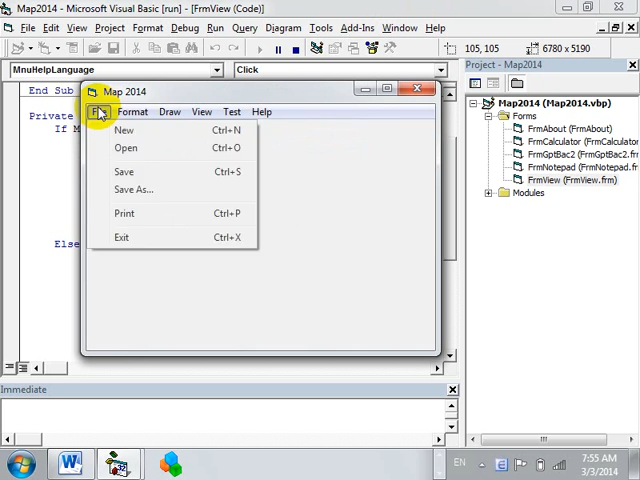 Map2014 - Microsoft Visual Basic [run] - [FrmView (Code)]
File Edit View Project Format Debug Run Query Diagram Tools Add-Ins Window Help
105, 105 6780 x 5190
MnuHelpLanguage Click
Project - Map2014
End Sub
Private
If M
Else
Map 2014
Format Draw View Test Help
New Ctrl+N
Open Ctrl+O
Save Ctrl+S
Save As...
Print Ctrl+P
Exit Ctrl+X
Map2014 (Map2014.vbp)
Forms
FrmAbout (FrmAbout)
FrmCalculator (FrmCalculator)
FrmGptBac2 (FrmGptBac2.frm)
FrmNotepad (FrmNotepad.frm)
FrmView (FrmView.frm)
Modules
Immediate
EN
7:55 AM
3/3/2014